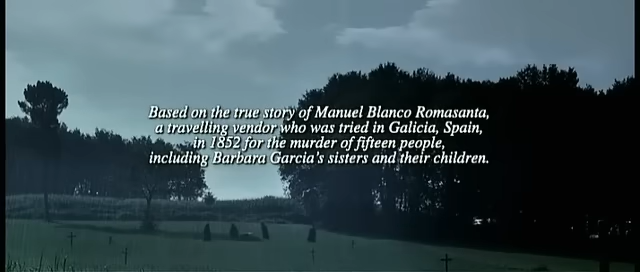 Based on the true story of Manuel Blanco Romasanta,
a travelling vendor who was tried in Galicia, Spain,
in 1852 for the murder of fifteen people,
including Barbara Garcia's sisters and their children.